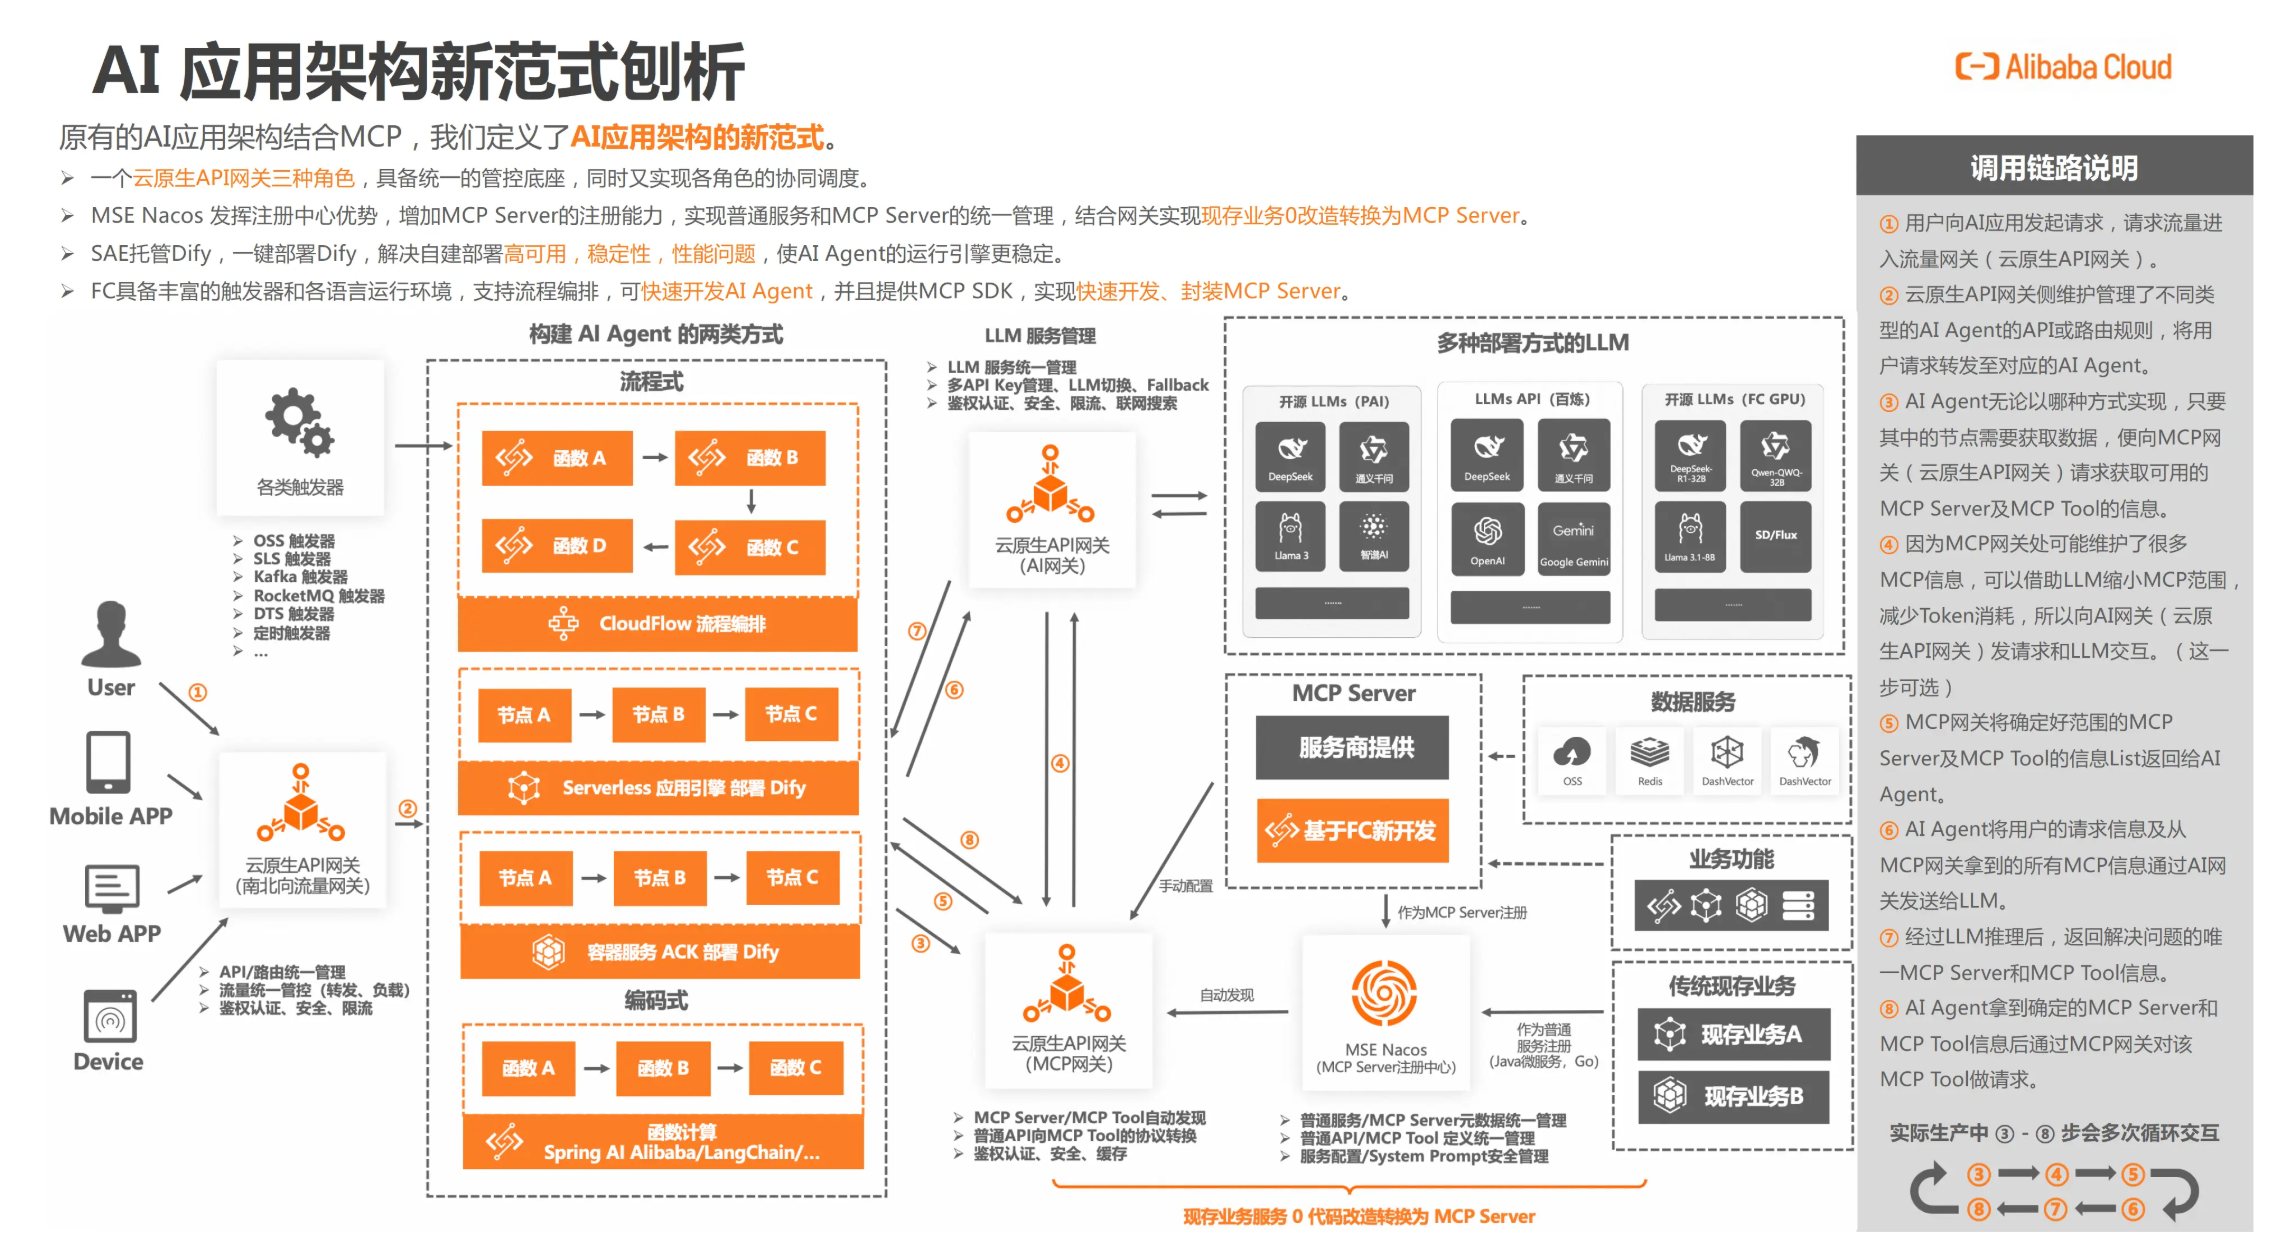 AI 应用架构新范式刨析
Alibaba Cloud
原有的AI应用架构结合MCP，我们定义了AI应用架构的新范式。
➢ 一个云原生API网关三种角色，具备统一的管控底座，同时又实现各角色的协同调度。
➢ MSE Nacos 发挥注册中心优势，增加MCP Server的注册能力，实现普通服务和MCP Server的统一管理，结合网关实现现存业务0改造转换为MCP Server。
➢ SAE托管Dify，一键部署Dify，解决自建部署高可用，稳定性，性能问题，使AI Agent的运行引擎更稳定。
➢ FC具备丰富的触发器和各语言运行环境，支持流程编排，可快速开发AI Agent，并且提供MCP SDK，实现快速开发、封装MCP Server。
各类触发器
➢ OSS 触发器
➢ SLS 触发器
➢ Kafka 触发器
➢ RocketMQ 触发器
➢ DTS 触发器
➢ 定时触发器
➢ ...
User
Mobile APP
Web APP
Device
①
云原生API网关
(南北向流量网关)
➢ API/路由统一管理
➢ 流量统一管控（转发、负载）
➢ 鉴权认证、安全、限流
②
构建 AI Agent 的两类方式
流程式
函数 A
函数 B
函数 D
函数 C
CloudFlow 流程编排
节点 A
节点 B
节点 C
Serverless 应用引擎 部署 Dify
节点 A
节点 B
节点 C
容器服务 ACK 部署 Dify
编码式
函数 A
函数 B
函数 C
函数计算
Spring AI Alibaba/LangChain/...
LLM 服务管理
➢ LLM 服务统一管理
➢ 多API Key管理、LLM切换、Fallback
➢ 鉴权认证、安全、限流、联网搜索
云原生API网关
(AI网关)
⑦
⑥
④
⑧
⑤
③
云原生API网关
(MCP网关)
➢ MCP Server/MCP Tool自动发现
➢ 普通API向MCP Tool的协议转换
➢ 鉴权认证、安全、缓存
多种部署方式的LLM
开源 LLMs（PAI）
DeepSeek
通义千问
Llama 3
智谱AI
.......
LLMs API（百炼）
DeepSeek
通义千问
OpenAI
Gemini
Google Gemini
.......
开源 LLMs（FC GPU）
DeepSeek-
R1-32B
Qwen-QWQ-
32B
Llama 3.1-8B
SD/Flux
.......
MCP Server
服务商提供
基于FC新开发
手动配置
作为MCP Server注册
自动发现
MSE Nacos
(MCP Server注册中心)
➢ 普通服务/MCP Server元数据统一管理
➢ 普通API/MCP Tool 定义统一管理
➢ 服务配置/System Prompt安全管理
作为普通
服务注册
(Java微服务，Go)
数据服务
OSS
Redis
DashVector
DashVector
业务功能
传统现存业务
现存业务A
现存业务B
现存业务服务 0 代码改造转换为 MCP Server
调用链路说明
① 用户向AI应用发起请求，请求流量进
入流量网关（云原生API网关）。
② 云原生API网关侧维护管理了不同类
型的AI Agent的API或路由规则，将用
户请求转发至对应的AI Agent。
③ AI Agent无论以哪种方式实现，只要
其中的节点需要获取数据，便向MCP网
关（云原生API网关）请求获取可用的
MCP Server及MCP Tool的信息。
④ 因为MCP网关处可能维护了很多
MCP信息，可以借助LLM缩小MCP范围，
减少Token消耗，所以向AI网关（云原
生API网关）发请求和LLM交互。（这一
步可选）
⑤ MCP网关将确定好范围的MCP
Server及MCP Tool的信息List返回给AI
Agent。
⑥ AI Agent将用户的请求信息及从
MCP网关拿到的所有MCP信息通过AI网
关发送给LLM。
⑦ 经过LLM推理后，返回解决问题的唯
一MCP Server和MCP Tool信息。
⑧ AI Agent拿到确定的MCP Server和
MCP Tool信息后通过MCP网关对该
MCP Tool做请求。
实际生产中 ③ - ⑧ 步会多次循环交互
③ ④ ⑤
⑧ ⑦ ⑥